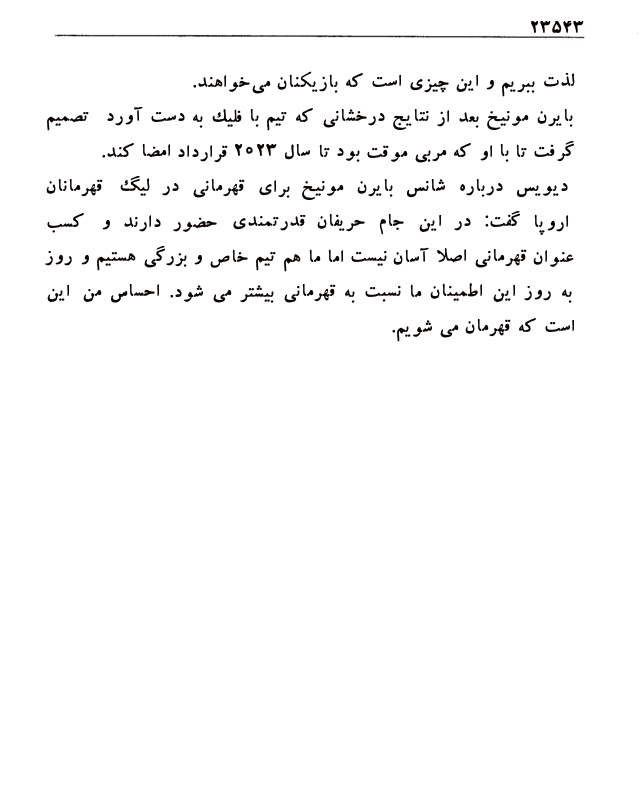 ۲۳۵۴۳
لذت ببریم و این چیزی است که بازیکنان می‌خواهند.
بایرن مونیخ بعد از نتایج درخشانی که تیم با فلیك به دست آورد تصمیم
گرفت تا با او که مربی موقت بود تا سال ۲۰۲۳ قرارداد امضا کند.
دیویس درباره شانس بایرن مونیخ برای قهرمانی در لیگ قهرمانان
اروپا گفت: در این جام حریفان قدرتمندی حضور دارند و کسب
عنوان قهرمانی اصلا آسان نیست اما ما هم تیم خاص و بزرگی هستیم و روز
به روز این اطمینان ما نسبت به قهرمانی بیشتر می شود. احساس من این
است که قهرمان می شویم.